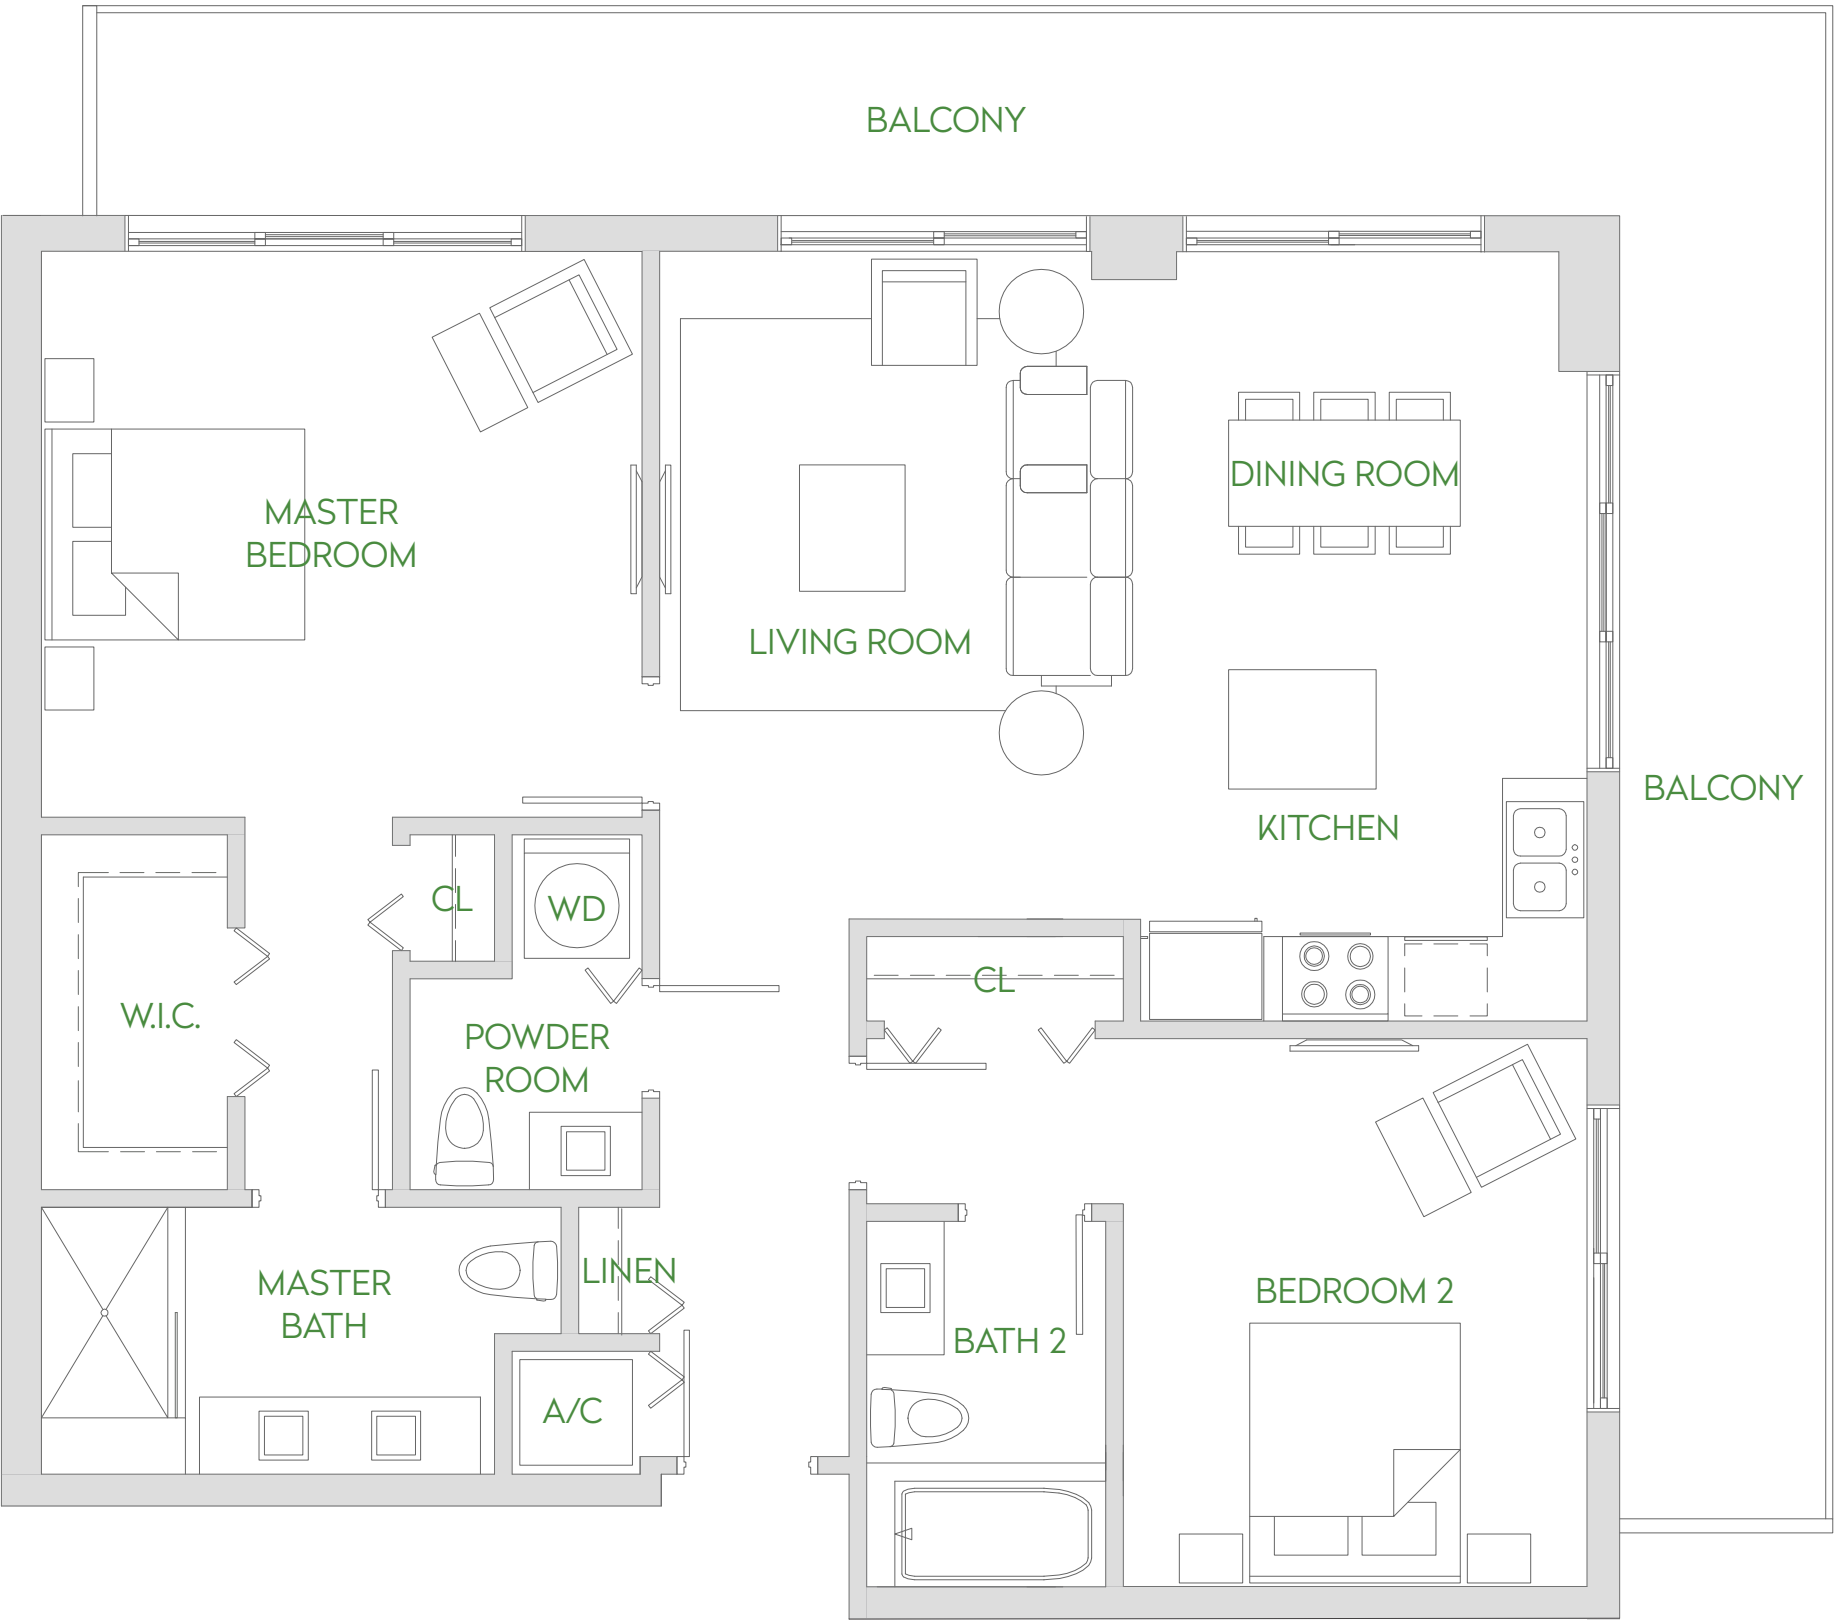 BALCONY
DINING ROOM
MASTER
BEDROOM
LIVING ROOM
BALCONY
KITCHEN
CL
WD
CL
W.I.C.
POWDER
ROOM
LINEN
MASTER
BATH
BEDROOM 2
BATH 2
A/C